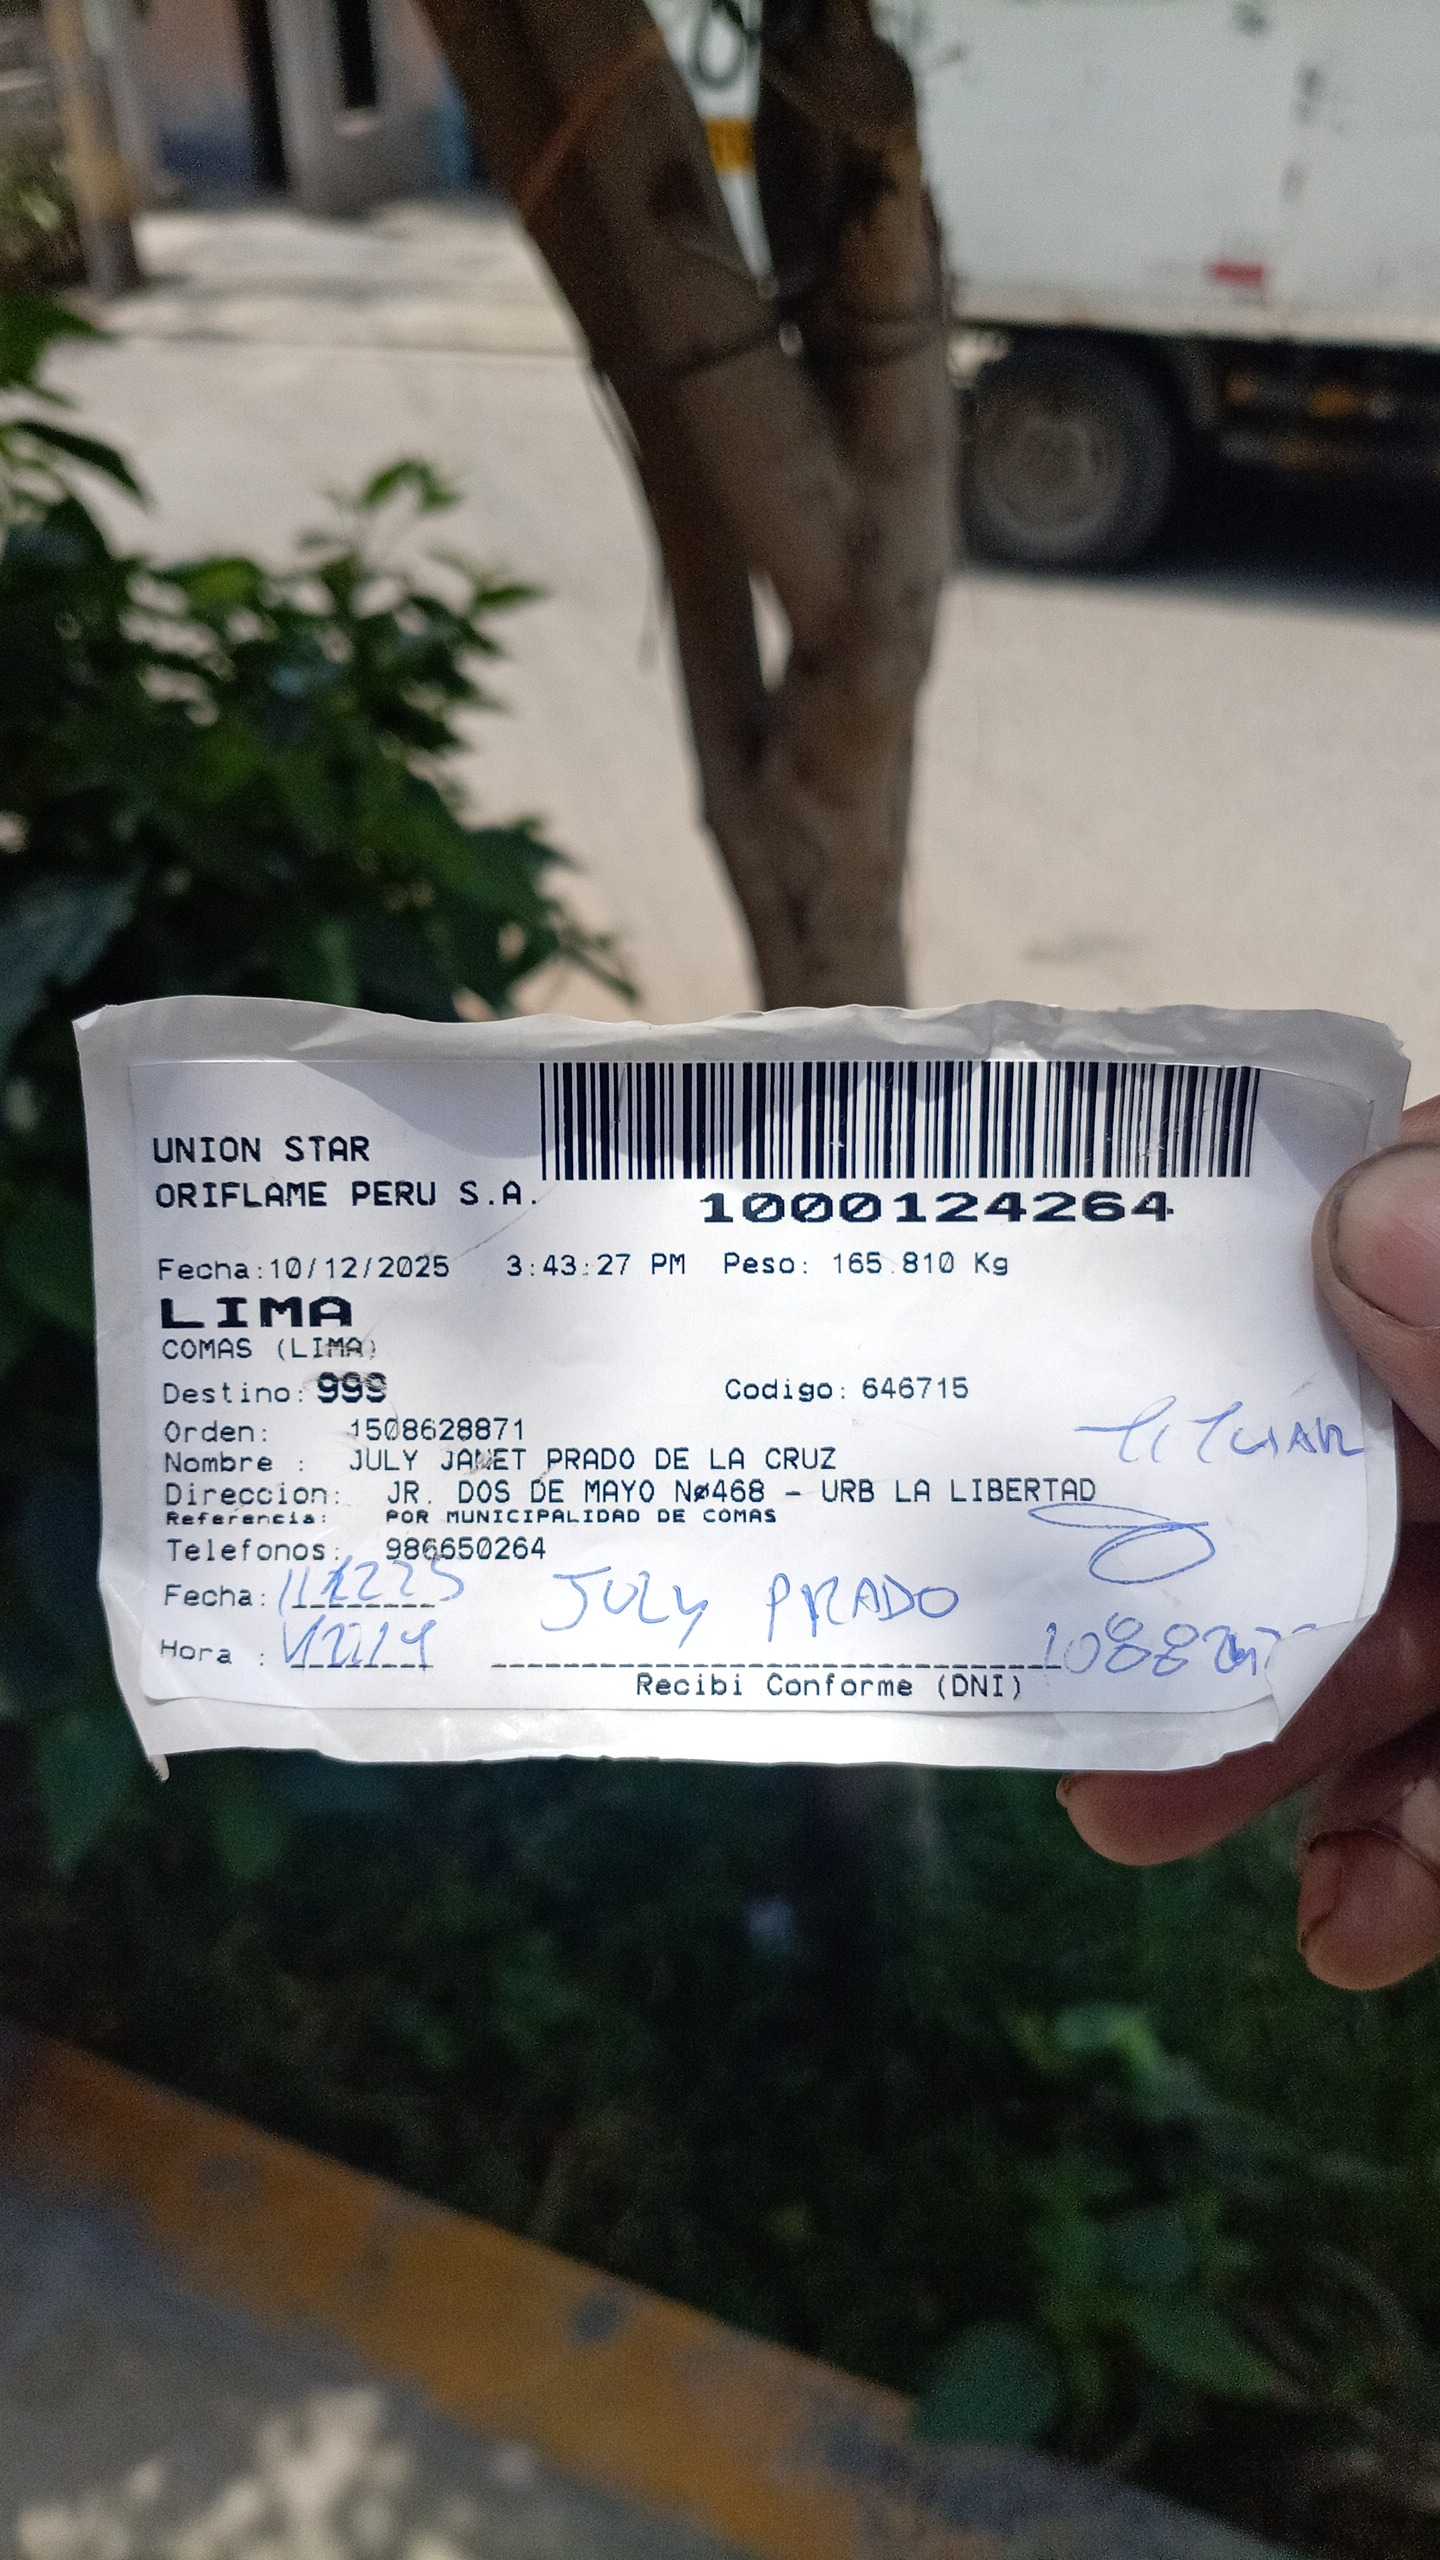 UNION STAR
ORIFLAME PERU S.A.
1000124264
Fecha:10/12/2025 3:43:27 PM Peso: 165.810 Kg
LIMA
COMAS (LIMA)
Destino: 999 Codigo: 646715
Orden: 1508628871
Nombre : JULY JANET PRADO DE LA CRUZ
Direccion: JR. DOS DE MAYO Nø468 - URB LA LIBERTAD
Referencia: POR MUNICIPALIDAD DE COMAS
Telefonos: 986650264
TITULAR
Fecha: 111225 JULY PRADO
Hora :
Recibi Conforme (DNI)